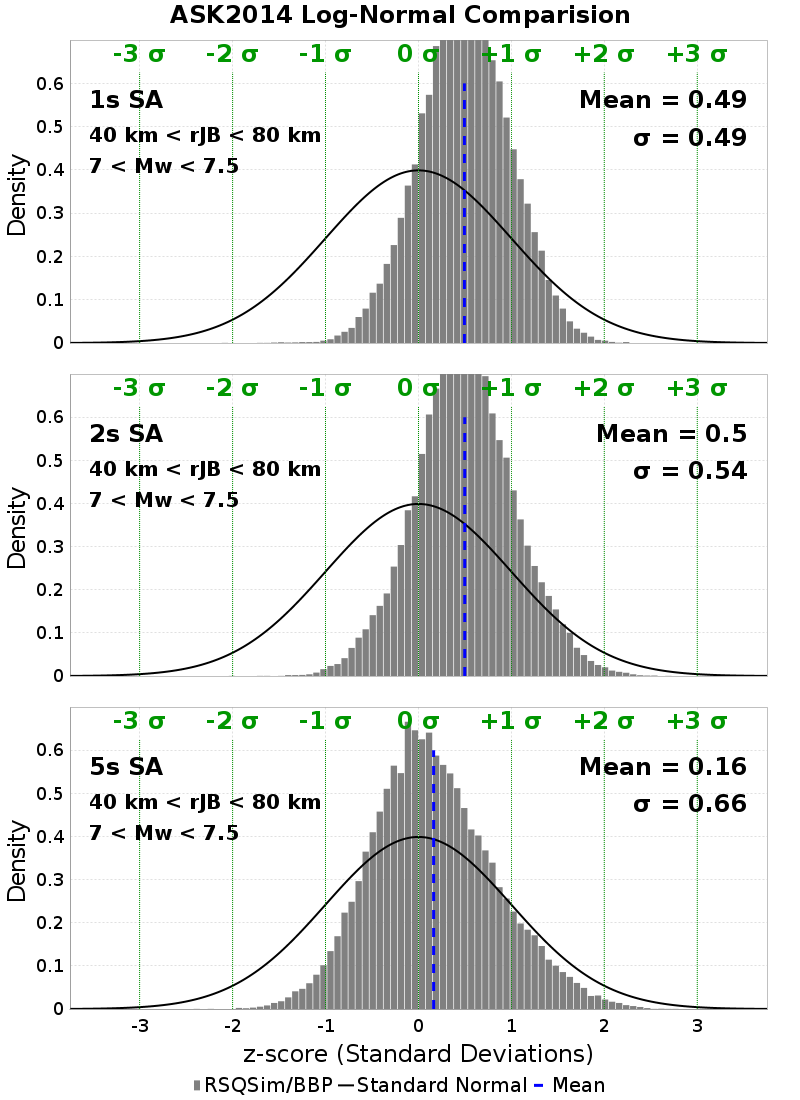 ASK2014 Log-Normal Comparision
-3 σ -2 σ -1 σ 0 σ +1 σ +2 σ +3 σ
0.6
1s SA Mean = 0.49
0.5
40 km < rJB < 80 km σ = 0.49
7 < Mw < 7.5
0.4
0.3
0.2
0.1
0
Density
-3 σ -2 σ -1 σ 0 σ +1 σ +2 σ +3 σ
0.6
2s SA Mean = 0.5
0.5
40 km < rJB < 80 km σ = 0.54
7 < Mw < 7.5
0.4
0.3
0.2
0.1
0
Density
-3 σ -2 σ -1 σ 0 σ +1 σ +2 σ +3 σ
0.6
5s SA Mean = 0.16
0.5
40 km < rJB < 80 km σ = 0.66
7 < Mw < 7.5
0.4
0.3
0.2
0.1
0
Density
-3 -2 -1 0 1 2 3
z-score (Standard Deviations)
RSQSim/BBP Standard Normal Mean